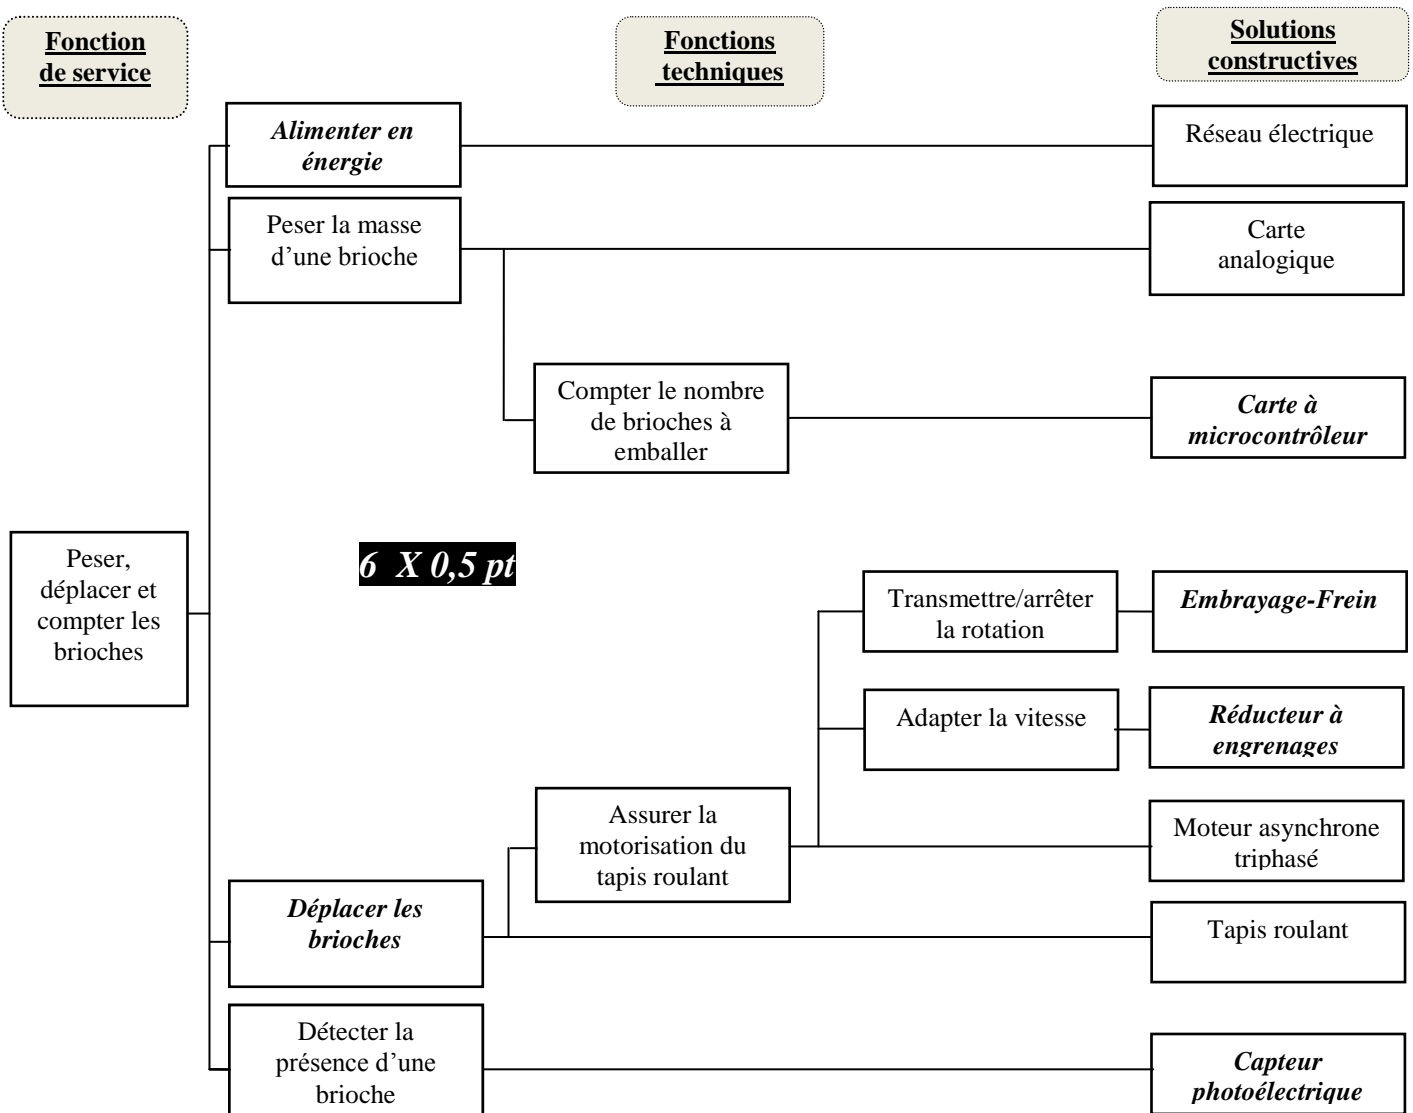 Fonction
de service
Fonctions
techniques
Solutions
constructives
Alimenter en
énergie
Réseau électrique
Peser la masse
d’une brioche
Carte
analogique
Compter le nombre
de brioches à
emballer
Carte à
microcontrôleur
Peser,
déplacer et
compter les
brioches
6 X 0,5 pt
Transmettre/arrêter
la rotation
Embrayage-Frein
Adapter la vitesse
Réducteur à
engrenages
Assurer la
motorisation du
tapis roulant
Moteur asynchrone
triphasé
Déplacer les
brioches
Tapis roulant
Détecter la
présence d’une
brioche
Capteur
photoélectrique